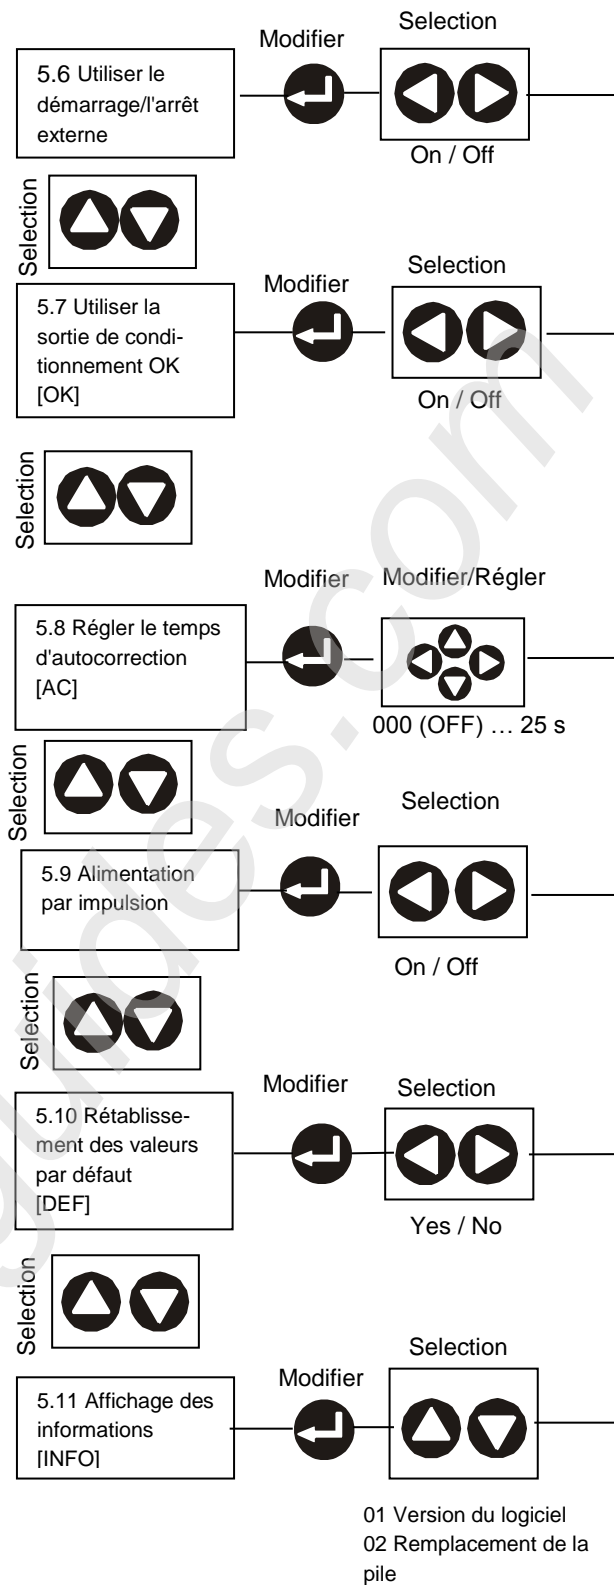 Selection
Modifier
5.6 Utiliser le
démarrage/l'arrêt
externe
On / Off
Selection
Selection
Modifier
5.7 Utiliser la
sortie de condi-
tionnement OK
[OK]
On / Off
Selection
Modifier
Modifier/Régler
5.8 Régler le temps
d'autocorrection
[AC]
000 (OFF) … 25 s
Selection
Selection
Modifier
5.9 Alimentation
par impulsion
On / Off
Selection
Modifier
Selection
5.10 Rétablisse-
ment des valeurs
par défaut
[DEF]
Yes / No
Selection
Selection
Modifier
5.11 Affichage des
informations
[INFO]
01 Version du logiciel
02 Remplacement de la
pile
guides.com